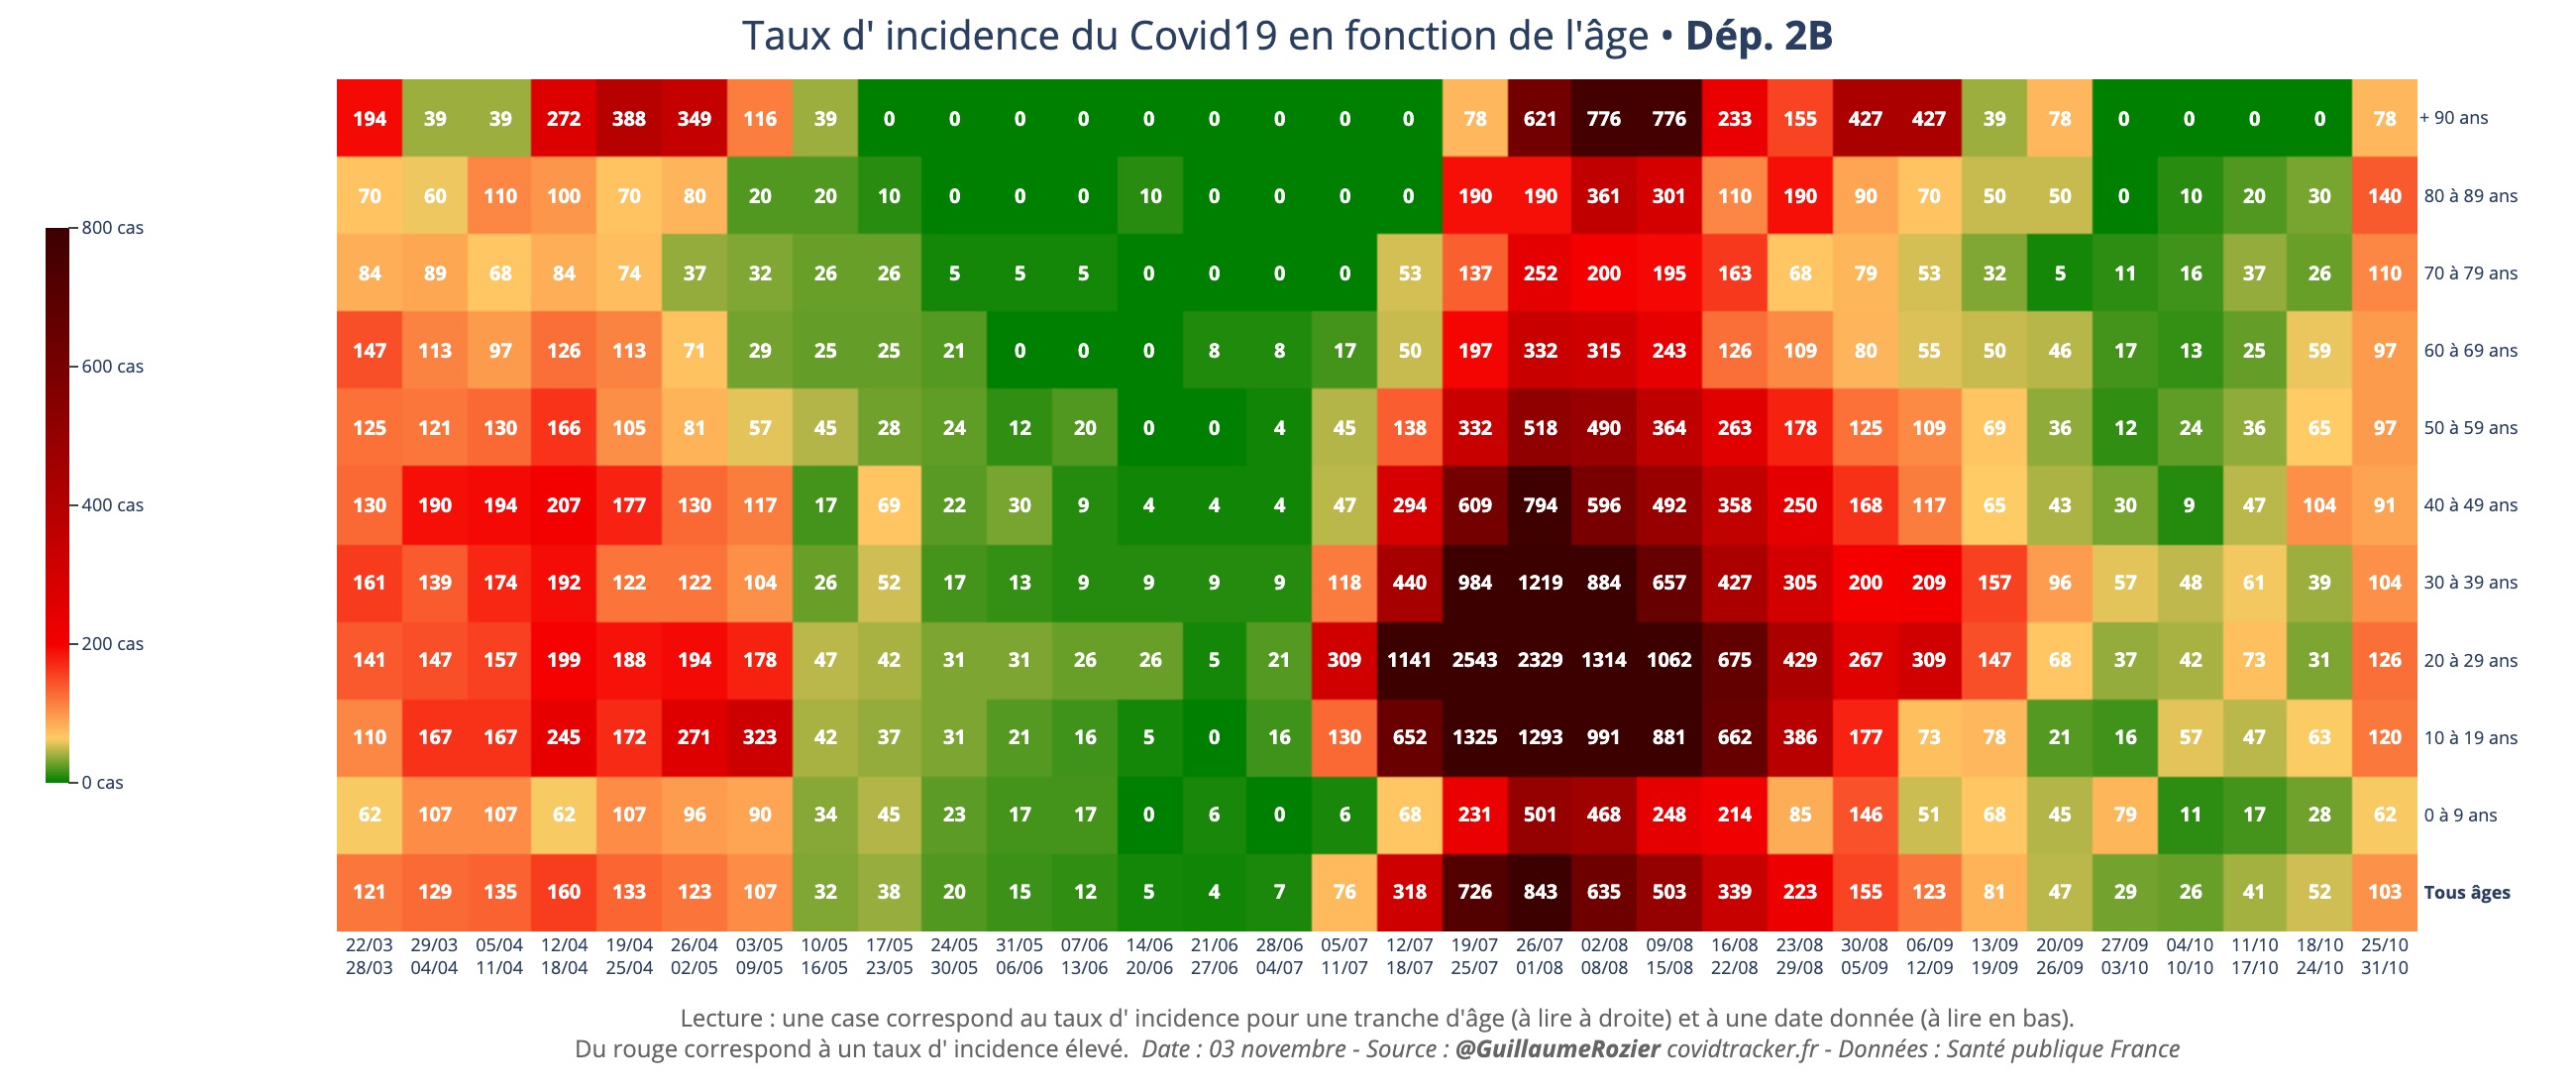 Taux d' incidence du Covid19 en fonction de l'âge • Dép. 2B
194 39 39 272 388 349 116 39 0 0 0 0 0 0 0 0 0 78 621 776 776 233 155 427 427 39 78 0 0 0 0 78 + 90 ans
70 60 110 100 70 80 20 20 10 0 0 0 10 0 0 0 0 190 190 361 301 110 190 90 70 50 50 0 10 20 30 140 80 à 89 ans
800 cas
84 89 68 84 74 37 32 26 26 5 5 5 0 0 0 0 53 137 252 200 195 163 68 79 53 32 5 11 16 37 26 110 70 à 79 ans
147 113 97 126 113 71 29 25 25 21 0 0 0 8 8 17 50 197 332 315 243 126 109 80 55 50 46 17 13 25 59 97 60 à 69 ans
600 cas
125 121 130 166 105 81 57 45 28 24 12 20 0 0 4 45 138 332 518 490 364 263 178 125 109 69 36 12 24 36 65 97 50 à 59 ans
400 cas
130 190 194 207 177 130 117 17 69 22 30 9 4 4 4 47 294 609 794 596 492 358 250 168 117 65 43 30 9 47 104 91 40 à 49 ans
161 139 174 192 122 122 104 26 52 17 13 9 9 9 9 118 440 984 1219 884 657 427 305 200 209 157 96 57 48 61 39 104 30 à 39 ans
200 cas
141 147 157 199 188 194 178 47 42 31 31 26 26 5 21 309 1141 2543 2329 1314 1062 675 429 267 309 147 68 37 42 73 31 126 20 à 29 ans
110 167 167 245 172 271 323 42 37 31 21 16 5 0 16 130 652 1325 1293 991 881 662 386 177 73 78 21 16 57 47 63 120 10 à 19 ans
0 cas
62 107 107 62 107 96 90 34 45 23 17 17 0 6 0 6 68 231 501 468 248 214 85 146 51 68 45 79 11 17 28 62 0 à 9 ans
121 129 135 160 133 123 107 32 38 20 15 12 5 4 7 76 318 726 843 635 503 339 223 155 123 81 47 29 26 41 52 103 Tous âges
22/03 29/03 05/04 12/04 19/04 26/04 03/05 10/05 17/05 24/05 31/05 07/06 14/06 21/06 28/06 05/07 12/07 19/07 26/07 02/08 09/08 16/08 23/08 30/08 06/09 13/09 20/09 27/09 04/10 11/10 18/10 25/10
28/03 04/04 11/04 18/04 25/04 02/05 09/05 16/05 23/05 30/05 06/06 13/06 20/06 27/06 04/07 11/07 18/07 25/07 01/08 08/08 15/08 22/08 29/08 05/09 12/09 19/09 26/09 03/10 10/10 17/10 24/10 31/10
Lecture : une case correspond au taux d' incidence pour une tranche d'âge (à lire à droite) et à une date donnée (à lire en bas).
Du rouge correspond à un taux d' incidence élevé. Date : 03 novembre - Source : @GuillaumeRozier covidtracker.fr - Données : Santé publique France